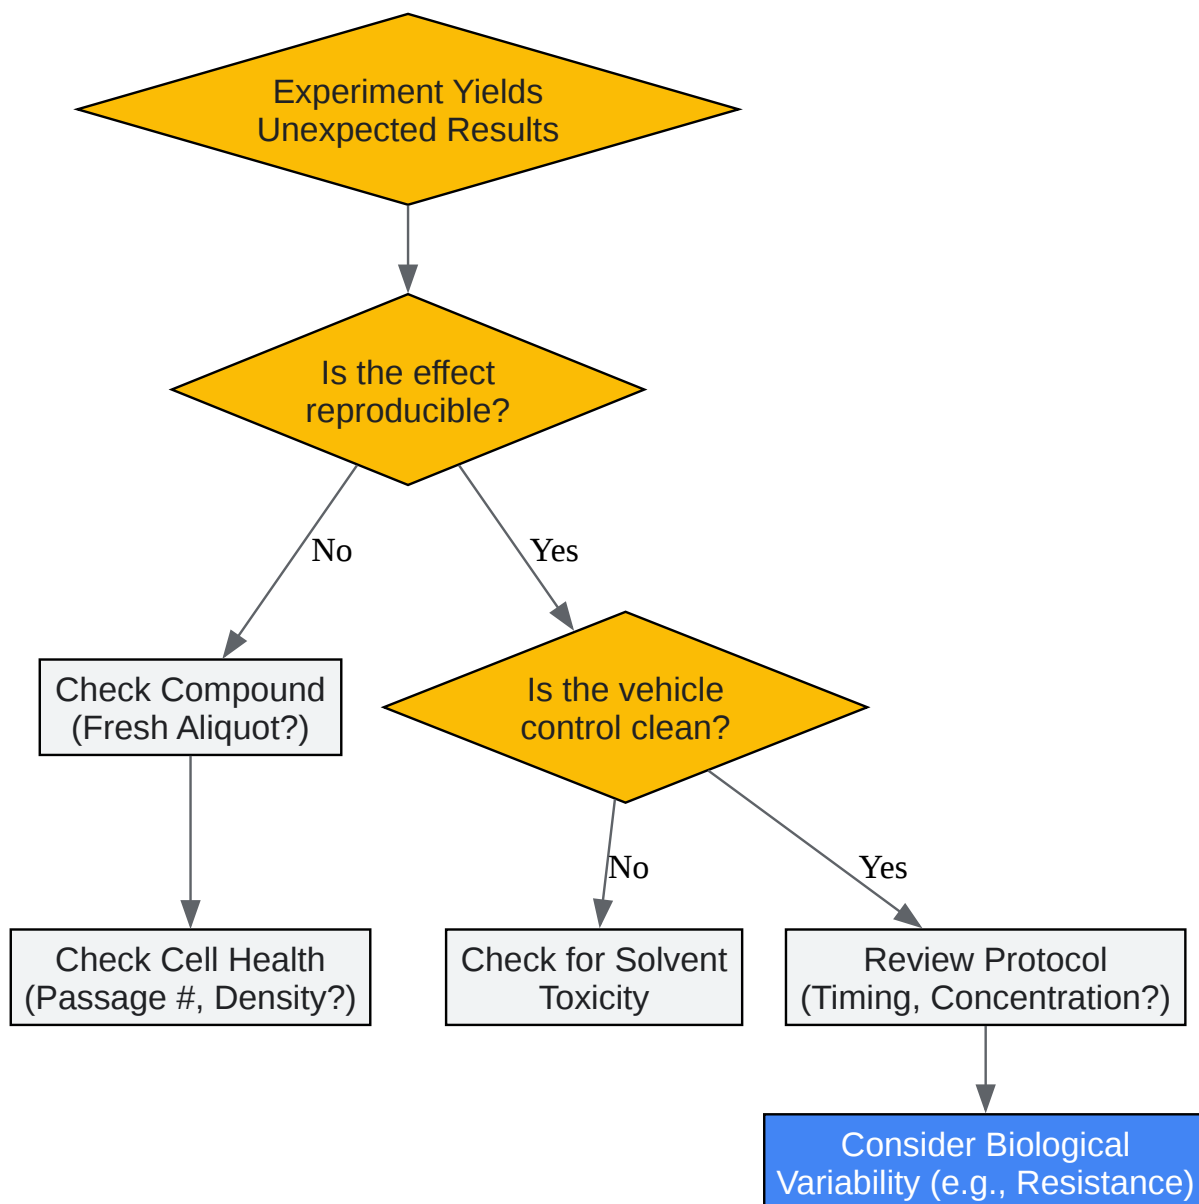 Experiment Yields
Unexpected Results
Is the effect
reproducible?
No
Yes
Check Compound
(Fresh Aliquot?)
Is the vehicle
control clean?
No
Yes
Check Cell Health
(Passage #, Density?)
Check for Solvent
Toxicity
Review Protocol
(Timing, Concentration?)
Consider Biological
Variability (e.g., Resistance)